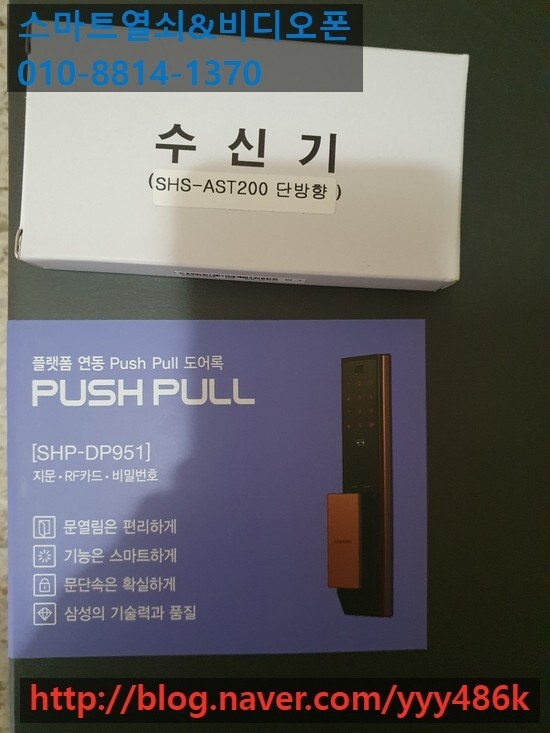 스마트열쇠&비디오폰
010-8814-1370
수신기
(SHS-AST200 단방향)
플랫폼 연동 Push Pull 도어록
PUSH PULL
[SHP-DP951]
지문·RF카드·비밀번호
문열림은 편리하게
기능은 스마트하게
문단속은 확실하게
삼성의 기술력과 품질
http://blog.naver.com/yyy486k